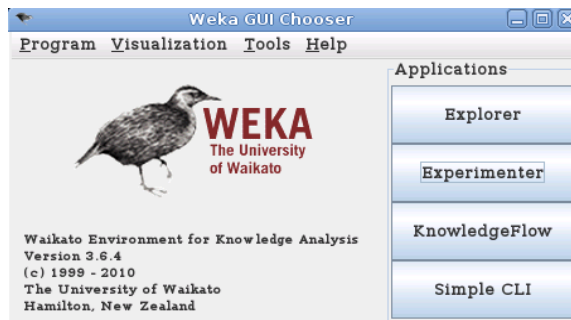 Weka GUI Chooser
Program Visualization Tools Help
WEKA
The University
of Waikato
Waikato Environment for Knowledge Analysis
Version 3.6.4
(c) 1999 - 2010
The University of Waikato
Hamilton, New Zealand
Applications
Explorer
Experimenter
KnowledgeFlow
Simple CLI